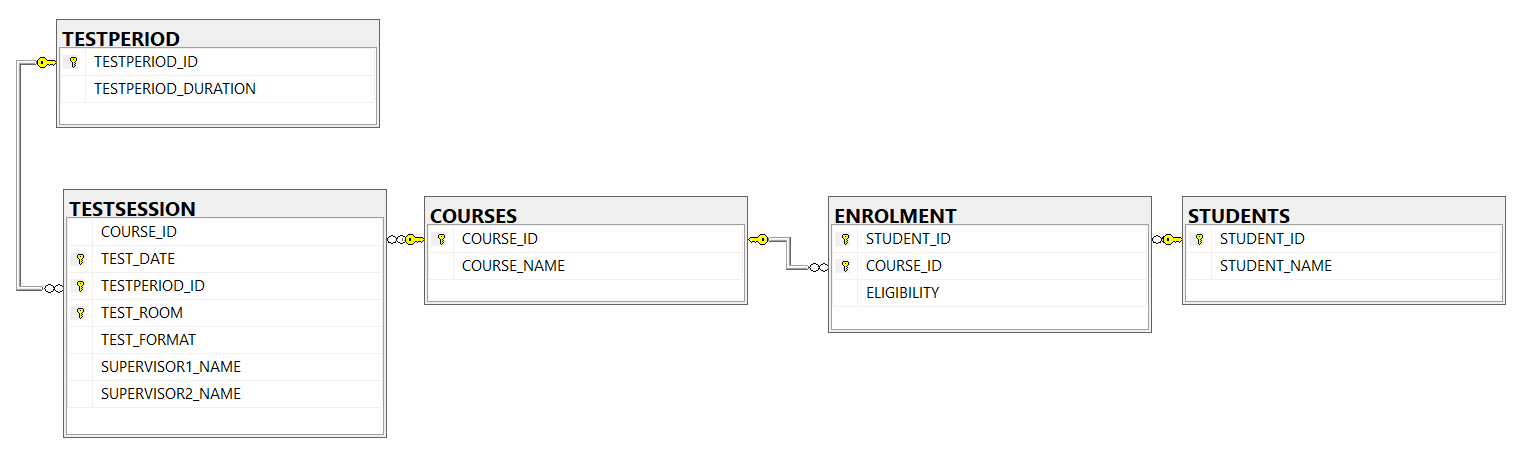 TESTPERIOD
TESTPERIOD_ID
TESTPERIOD_DURATION
TESTSESSION
COURSE_ID
TEST_DATE
TESTPERIOD_ID
TEST_ROOM
TEST_FORMAT
SUPERVISOR1_NAME
SUPERVISOR2_NAME
COURSES
COURSE_ID
COURSE_NAME
ENROLMENT
STUDENT_ID
COURSE_ID
ELIGIBILITY
STUDENTS
STUDENT_ID
STUDENT_NAME